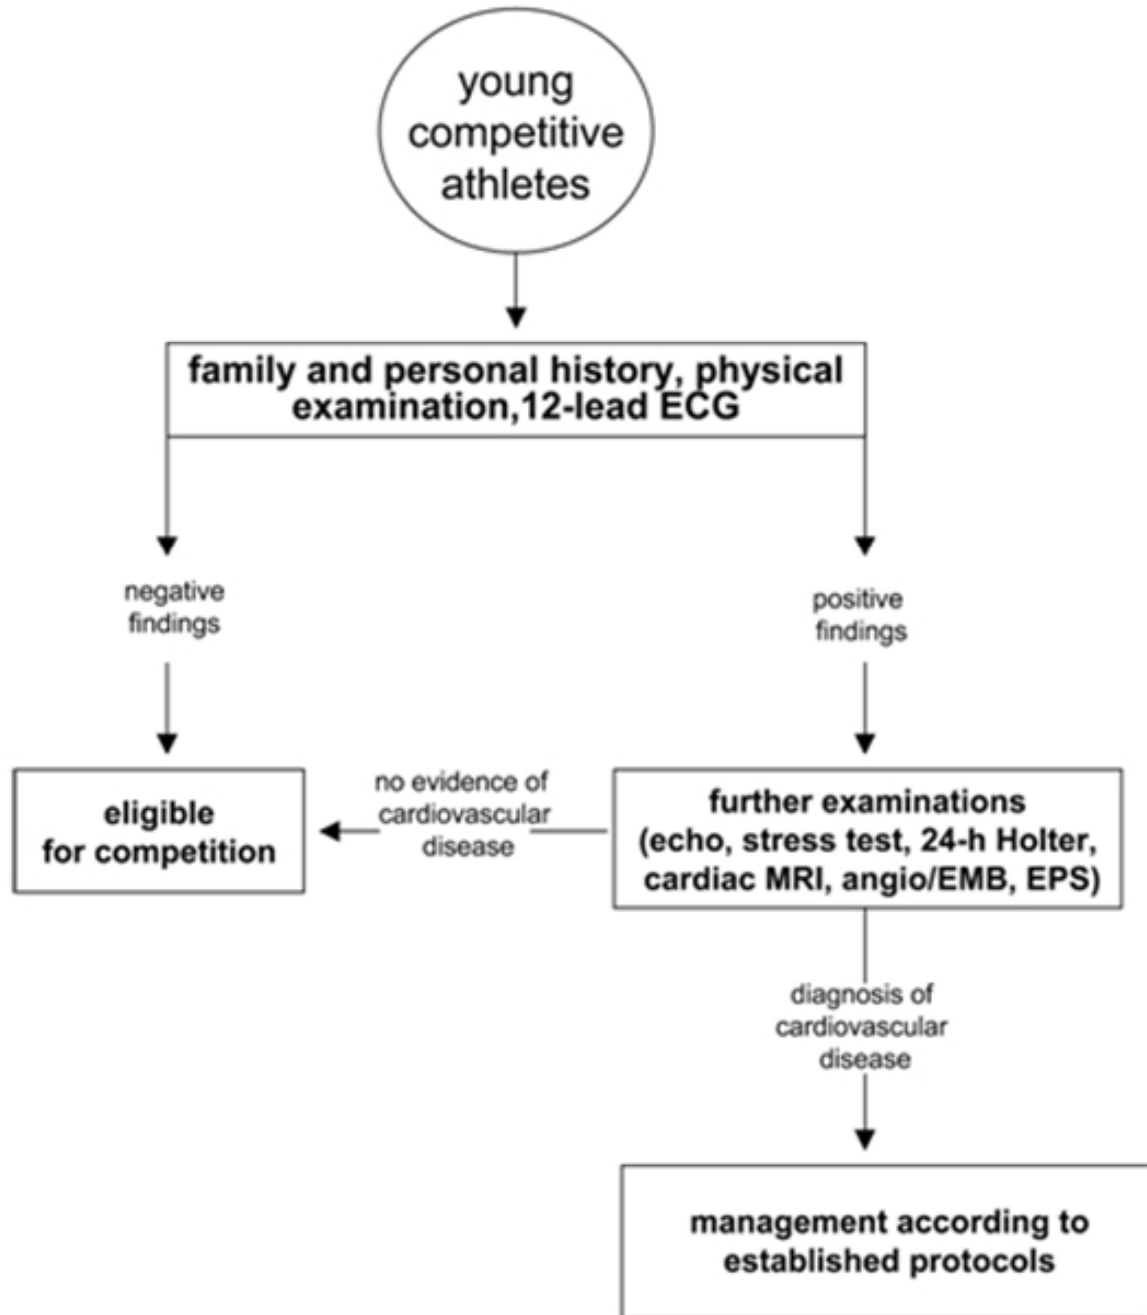 young
competitive
athletes
family and personal history, physical
examination,12-lead ECG
negative
findings
positive
findings
eligible
for competition
no evidence of
cardiovascular
disease
further examinations
(echo, stress test, 24-h Holter,
cardiac MRI, angio/EMB, EPS)
diagnosis of
cardiovascular
disease
management according to
established protocols